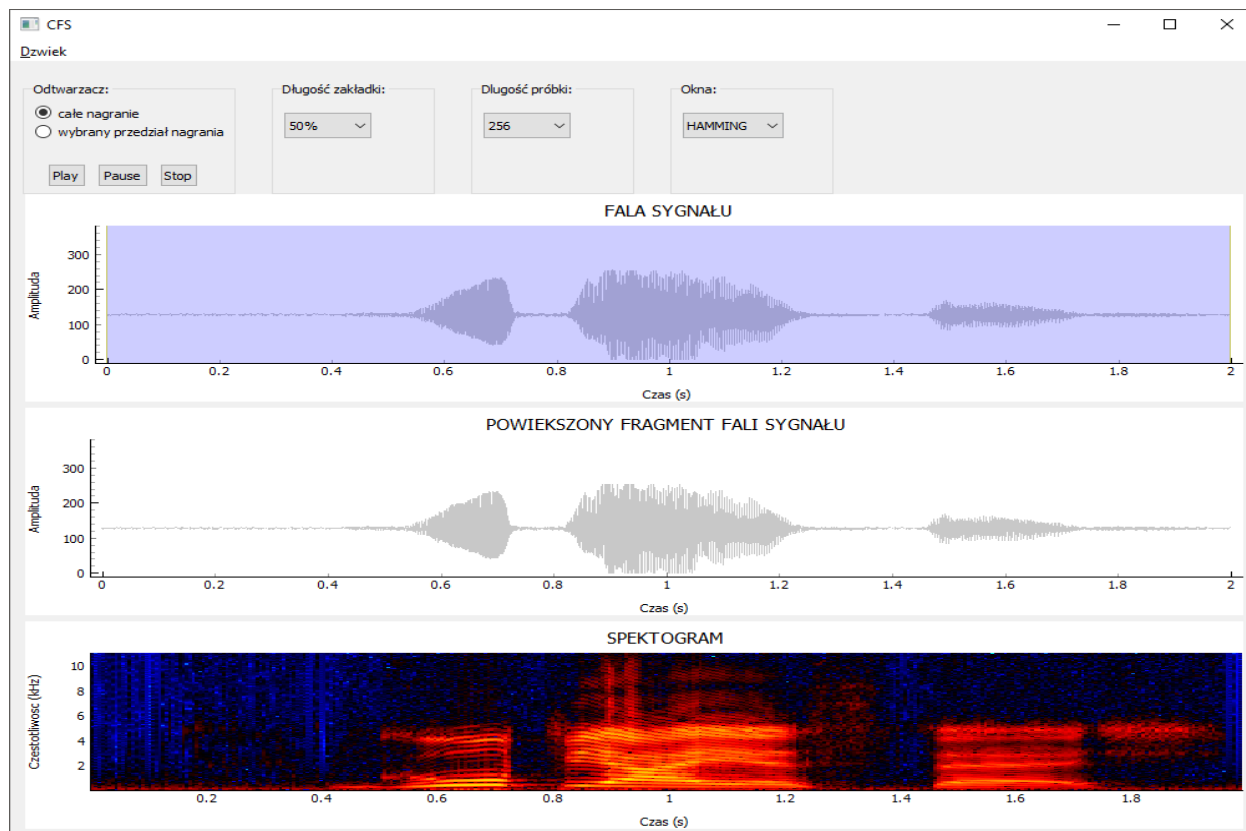 CFS
Dzwiek
Odtwarzacz: Długość zakładki: Dlugość próbki: Okna:
całe nagranie
wybrany przedział nagrania
50% 256 HAMMING
Play Pause Stop
FALA SYGNAŁU
Amplituda
300
200
100
0
0 0.2 0.4 0.6 0.8 1 1.2 1.4 1.6 1.8 2
Czas (s)
POWIEKSZONY FRAGMENT FALI SYGNAŁU
Amplituda
300
200
100
0
0 0.2 0.4 0.6 0.8 1 1.2 1.4 1.6 1.8 2
Czas (s)
SPEKTOGRAM
Czestotliwosc (kHz)
10
8
6
4
2
0.2 0.4 0.6 0.8 1 1.2 1.4 1.6 1.8
Czas (s)